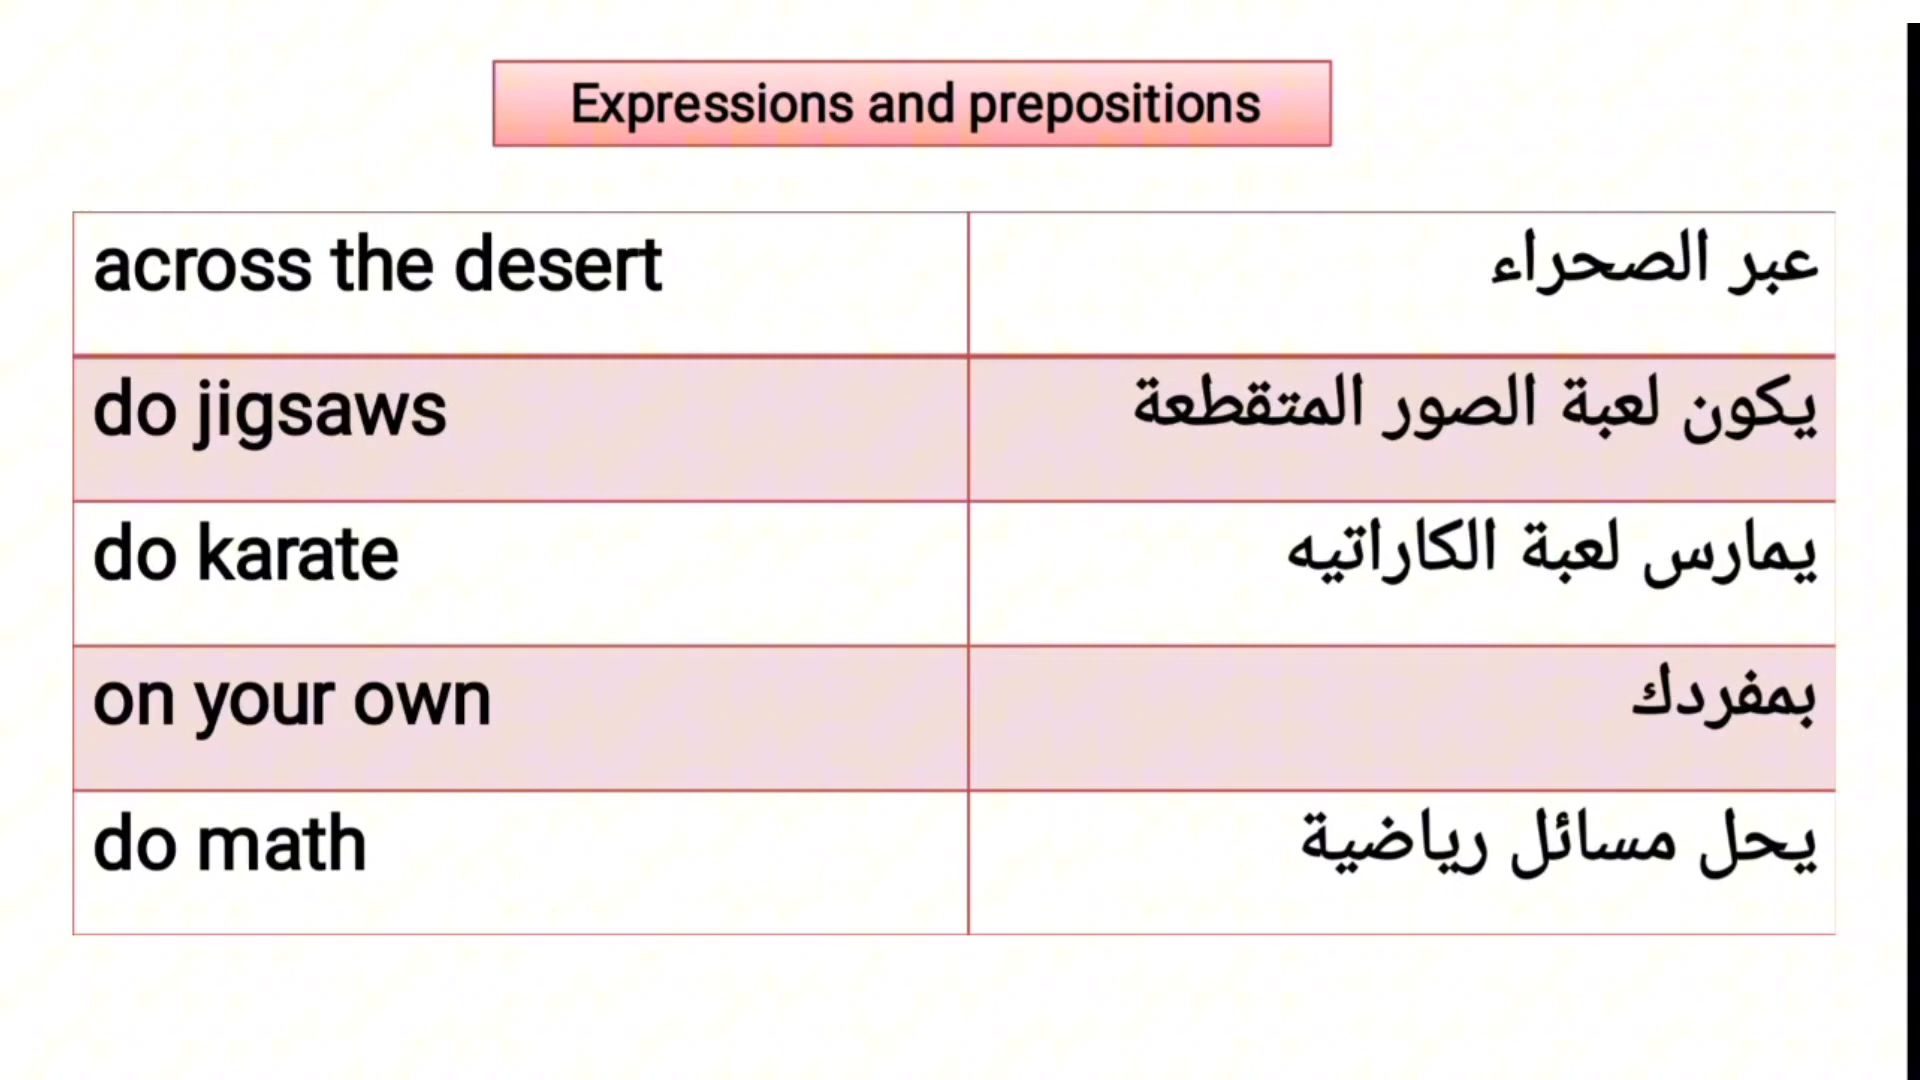 Expressions and prepositions
across the desert
عبر الصحراء
do jigsaws
يكون لعبة الصور المتقطعة
do karate
يمارس لعبة الكاراتيه
on your own
بمفردك
do math
يحل مسائل رياضية